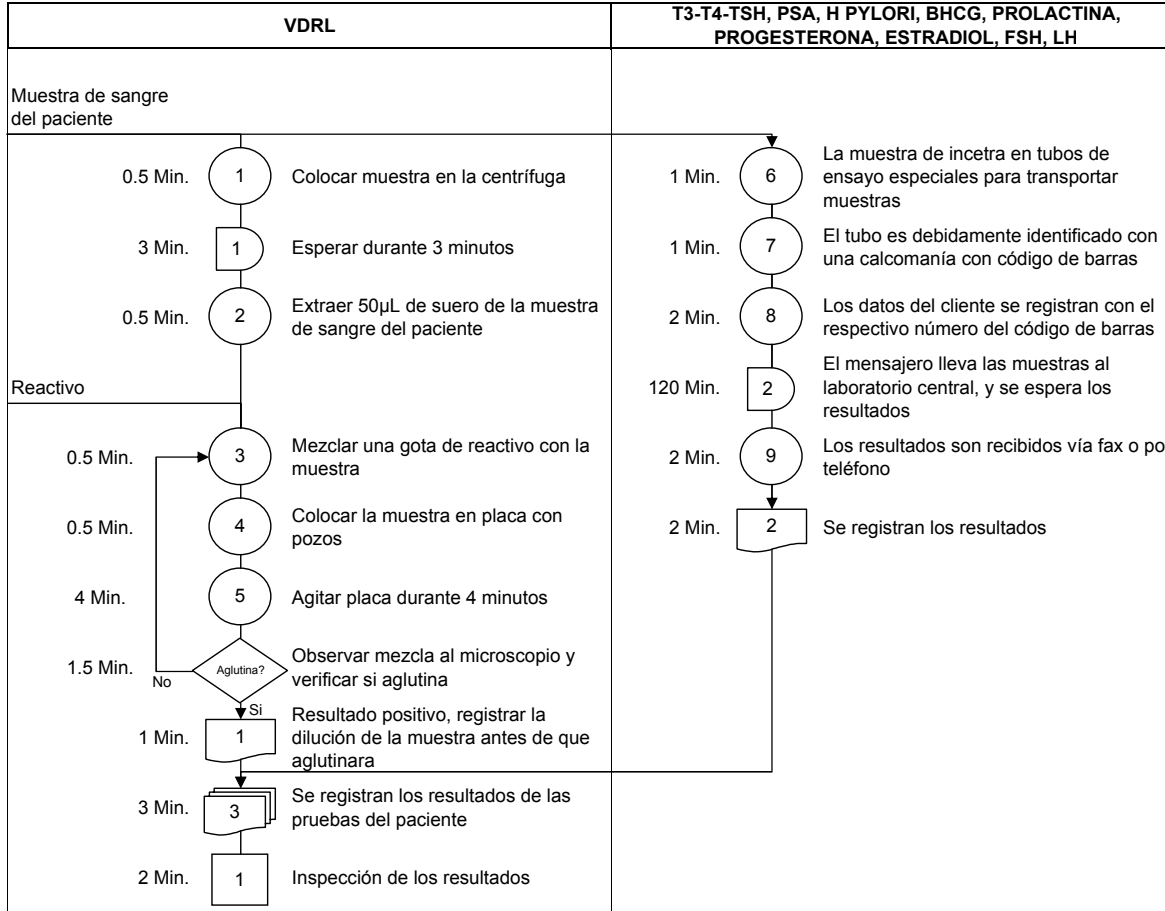 VDRL
T3-T4-TSH, PSA, H PYLORI, BHCG, PROLACTINA,
PROGESTERONA, ESTRADIOL, FSH, LH
Muestra de sangre
del paciente
0.5 Min.
1
Colocar muestra en la centrífuga
3 Min.
1
Esperar durante 3 minutos
0.5 Min.
2
Extraer 50µL de suero de la muestra
de sangre del paciente
Reactivo
0.5 Min.
3
Mezclar una gota de reactivo con la
muestra
0.5 Min.
4
Colocar la muestra en placa con
pozos
4 Min.
5
Agitar placa durante 4 minutos
1.5 Min.
Aglutina?
No
Si
Observar mezcla al microscopio y
verificar si aglutina
1 Min.
1
Resultado positivo, registrar la
dilución de la muestra antes de que
aglutinara
3 Min.
3
Se registran los resultados de las
pruebas del paciente
2 Min.
1
Inspección de los resultados
1 Min.
6
La muestra de incetra en tubos de
ensayo especiales para transportar
muestras
1 Min.
7
El tubo es debidamente identificado con
una calcomanía con código de barras
2 Min.
8
Los datos del cliente se registran con el
respectivo número del código de barras
120 Min.
2
El mensajero lleva las muestras al
laboratorio central, y se espera los
resultados
2 Min.
9
Los resultados son recibidos vía fax o po
teléfono
2 Min.
2
Se registran los resultados